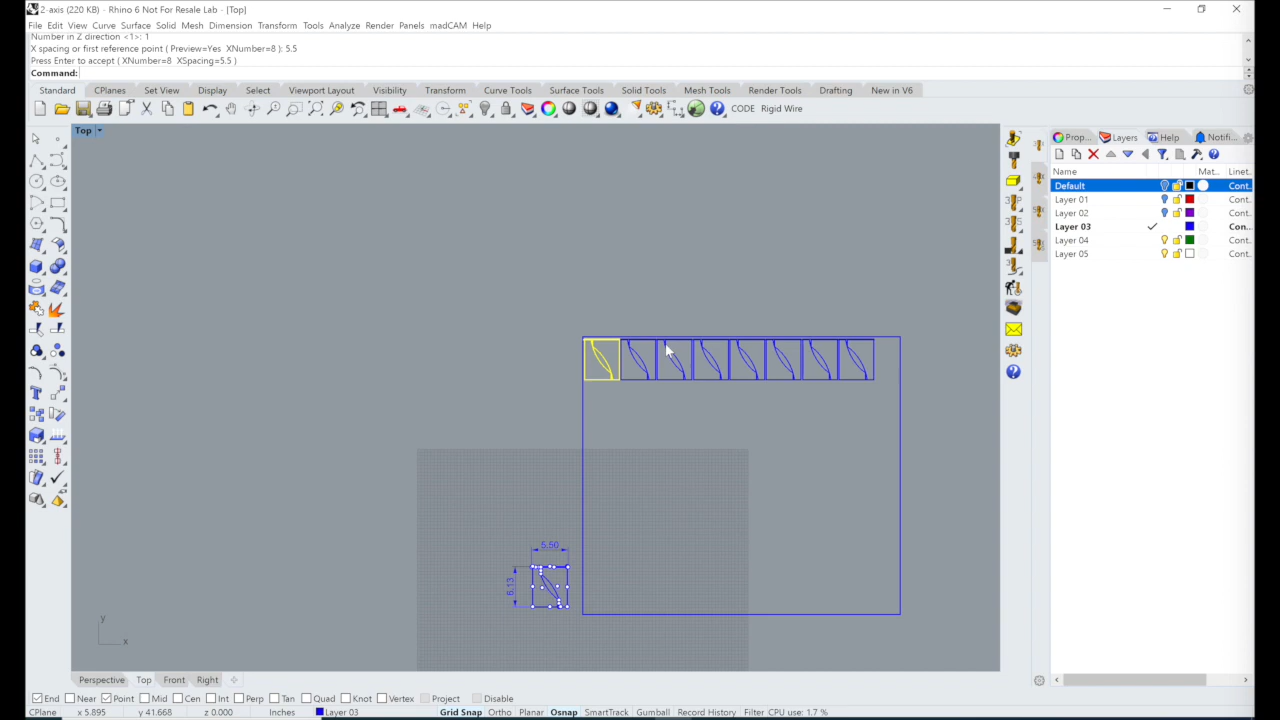 2-axis (220 KB) - Rhino 6 Not For Resale Lab - [Top]
File Edit View Curve Surface Solid Mesh Dimension Transform Tools Analyze Render Panels madCAM Help
Number in Z direction <1>: 1
X spacing or first reference point ( Preview=Yes XNumber=8 ): 5.5
Press Enter to accept ( XNumber=8 XSpacing=5.5 )
Command:
Standard CPlanes Set View Display Select Viewport Layout Visibility Transform Curve Tools Surface Tools Solid Tools Mesh Tools Render Tools Drafting New in V6
CODE Rigid Wire
Top
Prop... Layers Help Notifi...
Name Mat... Linet...
Default Cont...
Layer 01 Cont...
Layer 02 Cont...
Layer 03 Con...
Layer 04 Cont...
Layer 05 Cont...
5.50
6.13
y
x
Perspective Top Front Right
End Near Point Mid Cen Int Perp Tan Quad Knot Vertex Project Disable
CPlane x 5.895 y 41.668 z 0.000 Inches Layer 03 Grid Snap Ortho Planar Osnap SmartTrack Gumball Record History Filter CPU use: 1.7 %